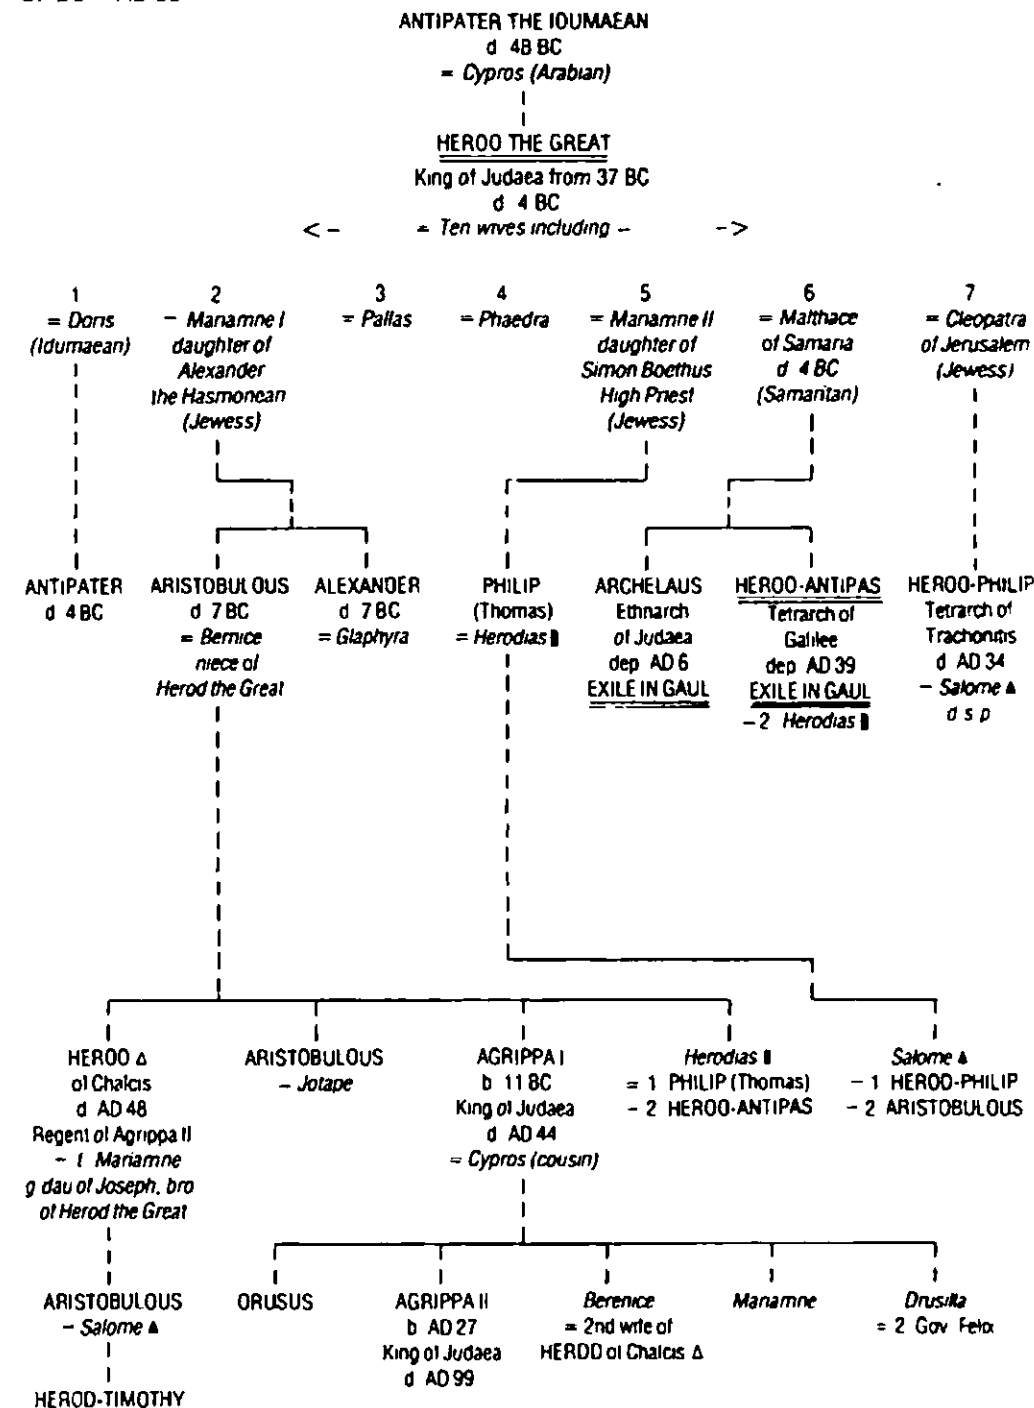 ANTIPATER THE IOUMAEAN
d 48 BC
= Cypros (Arabian)
HEROO THE GREAT
King of Judaea from 37 BC
d 4 BC
< - = Ten wives including - - >
1
= Doris
(Idumaean)
2
- Mariamne I
daughter of
Alexander
the Hasmonean
(Jewess)
3
= Pallas
4
= Phaedra
5
= Mariamne II
daughter of
Simon Boethus
High Priest
(Jewess)
6
= Malthace
of Samaria
d 4 BC
(Samaritan)
7
= Cleopatra
of Jerusalem
(Jewess)
ANTIPATER
d 4 BC
ARISTOBULOUS
d 7 BC
= Bernice
niece of
Herod the Great
ALEXANDER
d 7 BC
= Glaphyra
PHILIP
(Thomas)
= Herodias ▮
ARCHELAUS
Ethnarch
of Judaea
dep AD 6
EXILE IN GAUL
HEROO-ANTIPAS
Tetrarch of
Galilee
dep AD 39
EXILE IN GAUL
- 2 Herodias ▮
HEROO-PHILIP
Tetrarch of
Trachonitis
d AD 34
- Salome ▲
d s p
HEROO △
of Chalcis
d AD 48
Regent of Agrippa II
- 1 Mariamne
g dau of Joseph, bro
of Herod the Great
ARISTOBULOUS
- Jotape
AGRIPPA I
b 11 BC
King of Judaea
d AD 44
= Cypros (cousin)
Herodias ▮
= 1 PHILIP (Thomas)
- 2 HEROO-ANTIPAS
Salome ▲
- 1 HEROO-PHILIP
- 2 ARISTOBULOUS
ARISTOBULOUS
- Salome ▲
ORUSUS
AGRIPPA II
b AD 27
King of Judaea
d AD 99
Berenice
= 2nd wife of
HEROD of Chalcis △
Mariamne
Drusilla
= 2 Gov Felix
HEROD-TIMOTHY